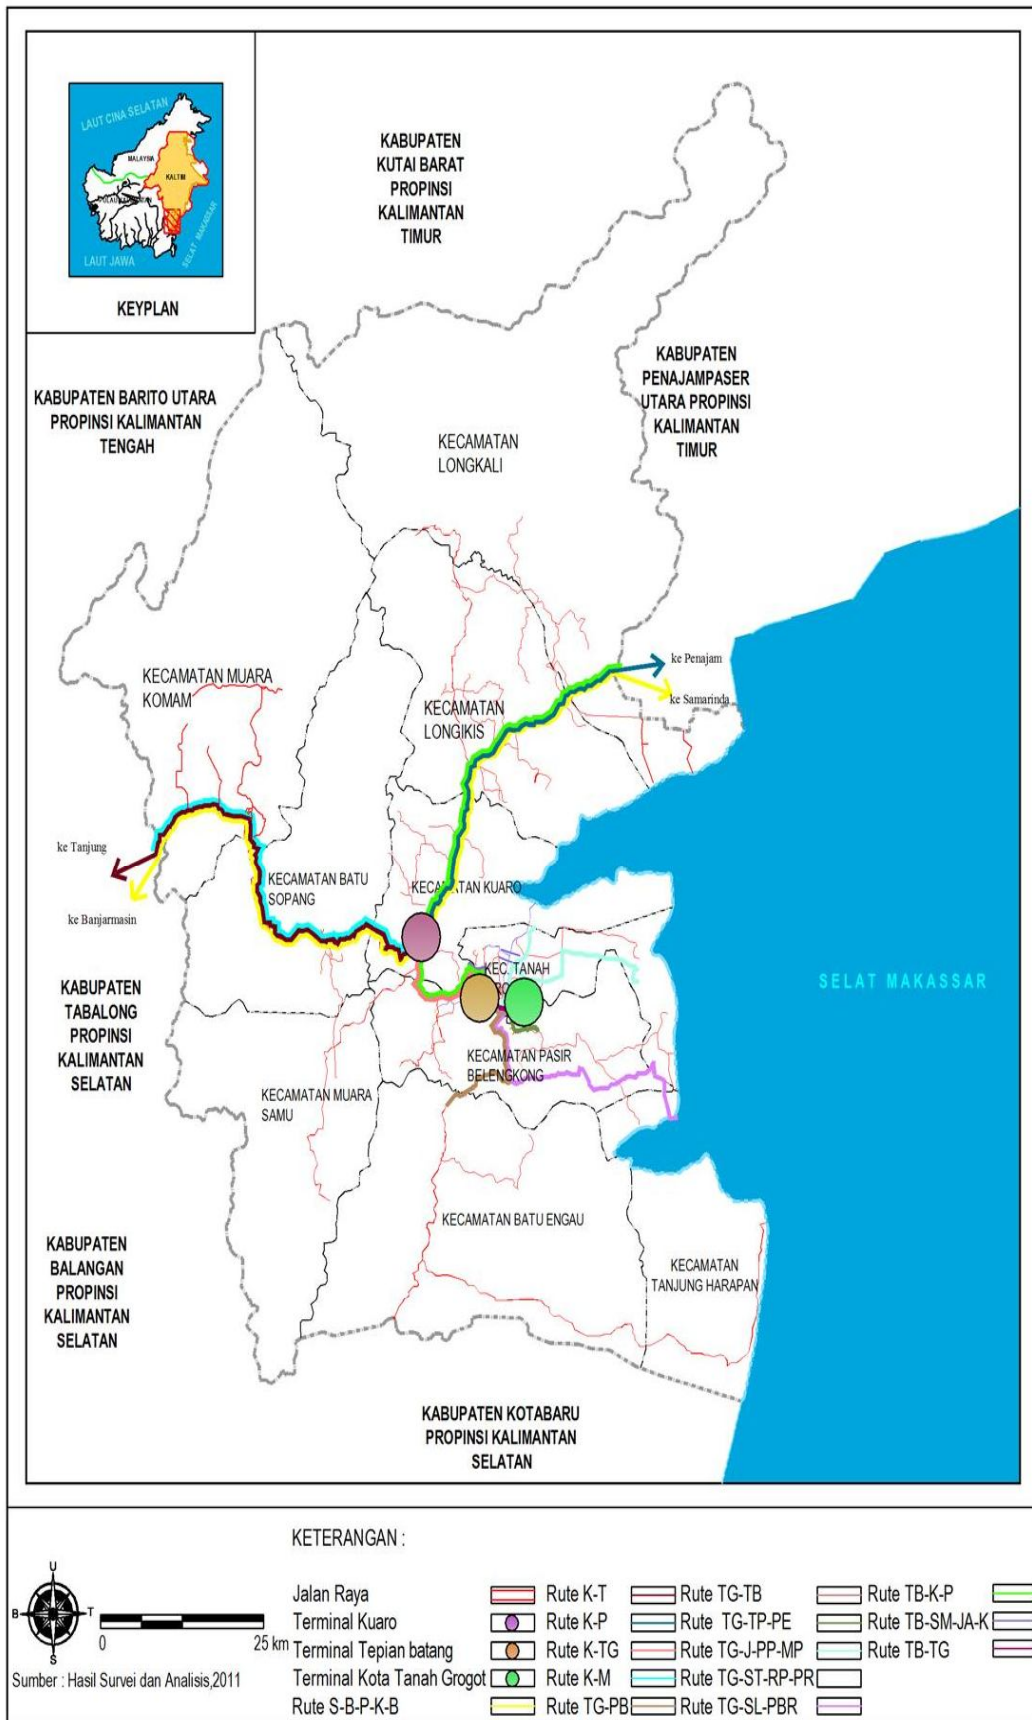 LAUT CINA SELATAN
MALAYSIA
KALTIM
SELAT MAKASSAR
LAUT JAWA
KEYPLAN
KABUPATEN
KUTAI BARAT
PROPINSI
KALIMANTAN
TIMUR
KABUPATEN
PENAJAMPASER
UTARA PROPINSI
KALIMANTAN
TIMUR
KABUPATEN BARITO UTARA
PROPINSI KALIMANTAN
TENGAH
KECAMATAN
LONGKALI
ke Penajam
ke Samarinda
KECAMATAN MUARA
KOMAM
KECAMATAN
LONGIKIS
ke Tanjung
ke Banjarmasin
KECAMATAN BATU
SOPANG
KECAMATAN KUARO
KEC. TANAH
SELAT MAKASSAR
KABUPATEN
TABALONG
PROPINSI
KALIMANTAN
SELATAN
KECAMATAN PASIR
BELENGKONG
KECAMATAN MUARA
SAMU
KECAMATAN BATU ENGAU
KECAMATAN
TANJUNG HARAPAN
KABUPATEN
BALANGAN
PROPINSI
KALIMANTAN
SELATAN
KABUPATEN KOTABARU
PROPINSI KALIMANTAN
SELATAN
KETERANGAN :
U
B T
S
0 25 km
Sumber : Hasil Survei dan Analisis,2011
Jalan Raya Rute K-T Rute TG-TB Rute TB-K-P
Terminal Kuaro Rute K-P Rute TG-TP-PE Rute TB-SM-JA-K
Terminal Tepian batang Rute K-TG Rute TG-J-PP-MP Rute TB-TG
Terminal Kota Tanah Grogot Rute K-M Rute TG-ST-RP-PR
Rute S-B-P-K-B Rute TG-PB Rute TG-SL-PBR